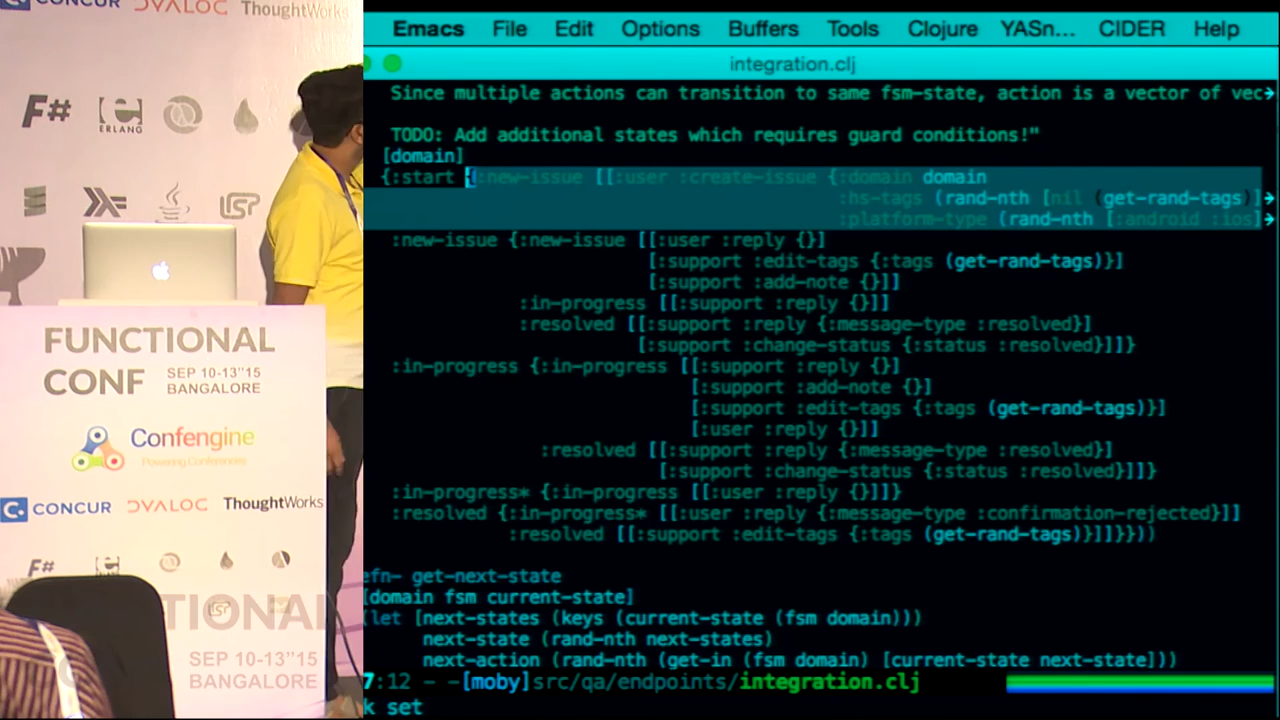 CONCUR DVALOC ThoughtWorks
F#
ERLANG
FUNCTIONAL
CONF SEP 10-13"15
BANGALORE
Confengine
Powering Conferences
C. CONCUR DVALOC ThoughtWorks
F#
TIONAL
SEP 10-13"15
BANGALORE
Emacs File Edit Options Buffers Tools Clojure YASn... CIDER Help
integration.clj
Since multiple actions can transition to same fsm-state, action is a vector of vec→
TODO: Add additional states which requires guard conditions!"
[domain]
{:start {:new-issue [[:user :create-issue {:domain domain
:hs-tags (rand-nth [nil (get-rand-tags)]→
:platform-type (rand-nth [:android :ios]→
:new-issue {:new-issue [[:user :reply {}]
[:support :edit-tags {:tags (get-rand-tags)}]
[:support :add-note {}]]
:in-progress [[:support :reply {}]]
:resolved [[:support :reply {:message-type :resolved}]
[:support :change-status {:status :resolved}]]}
:in-progress {:in-progress [[:support :reply {}]
[:support :add-note {}]
[:support :edit-tags {:tags (get-rand-tags)}]
[:user :reply {}]]
:resolved [[:support :reply {:message-type :resolved}]
[:support :change-status {:status :resolved}]]}
:in-progress* {:in-progress [[:user :reply {}]]}
:resolved {:in-progress* [[:user :reply {:message-type :confirmation-rejected}]]
:resolved [[:support :edit-tags {:tags (get-rand-tags)}]]}}))
efn- get-next-state
[domain fsm current-state]
(let [next-states (keys (current-state (fsm domain)))
next-state (rand-nth next-states)
next-action (rand-nth (get-in (fsm domain) [current-state next-state]))
7:12 - -[moby]src/qa/endpoints/integration.clj
k set